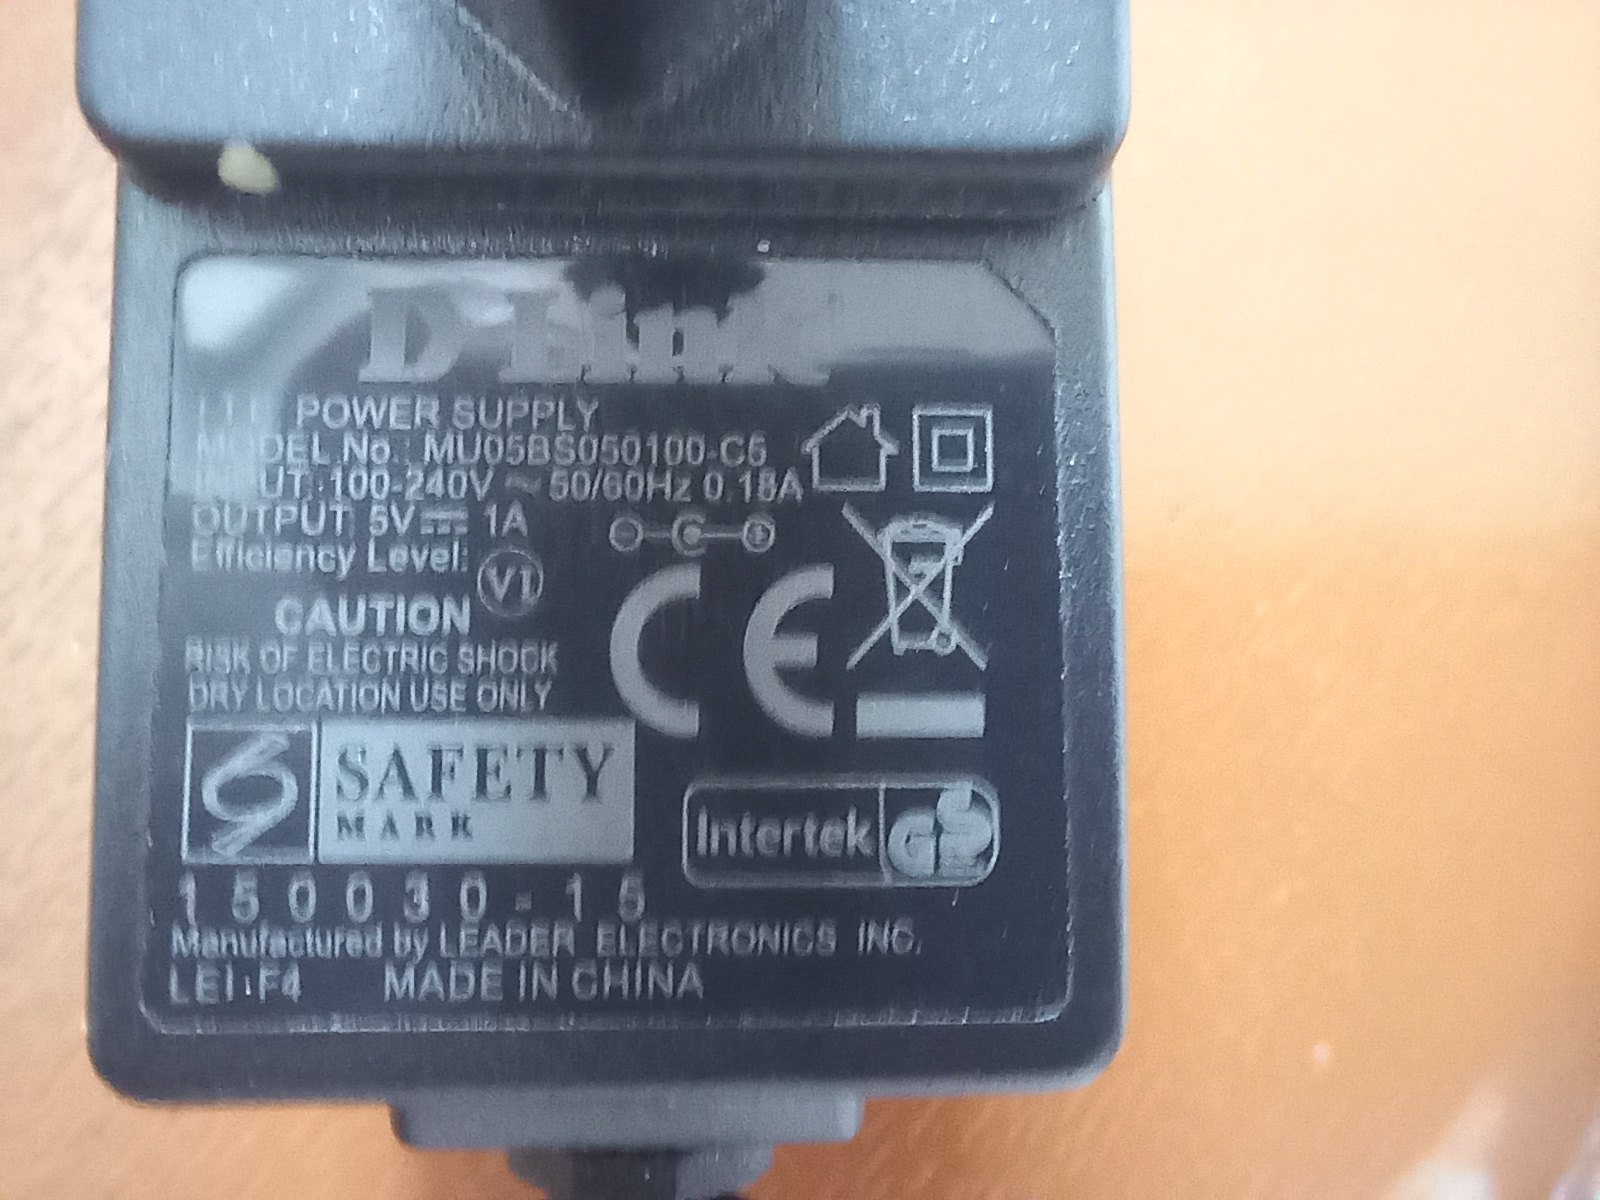 D-Link
POWER SUPPLY
MODEL No.: MU05BS050100-C5
INPUT: 100-240V ~ 50/60Hz 0.18A
OUTPUT: 5V⎓ 1A
Efficiency Level:
VI
CAUTION
RISK OF ELECTRIC SHOCK
DRY LOCATION USE ONLY
CE
SAFETY
MARK
Intertek GS
150030-15
Manufactured by LEADER ELECTRONICS INC.
LEI:F4 MADE IN CHINA